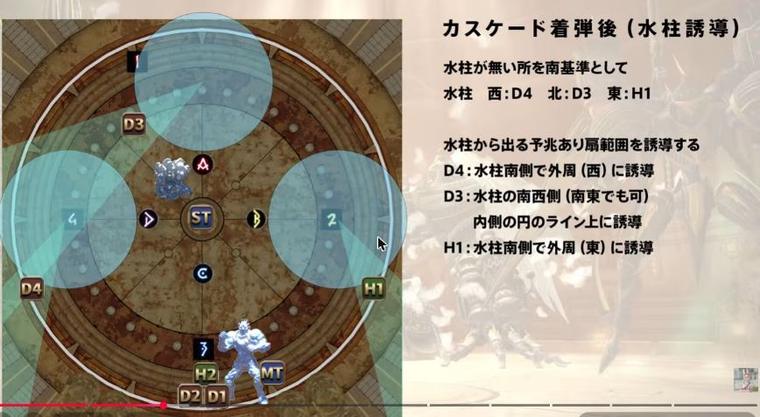 カスケード着弾後（水柱誘導）
水柱が無い所を南基準として
水柱　西：D4　北：D3　東：H1
水柱から出る予兆あり扇範囲を誘導する
D4：水柱南側で外周（西）に誘導
D3：水柱の南西側（南東でも可）
内側の円のライン上に誘導
H1：水柱南側で外周（東）に誘導
1
D3
A
4
D
ST
B
2
C
D4
H1
3
H2
MT
D2
D1